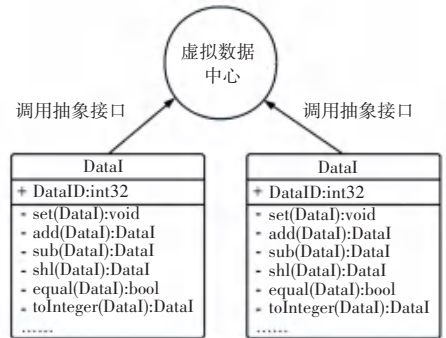 虚拟数据
中心
调用抽象接口
调用抽象接口
DataI
+ DataID:int32
- set(DataI):void
- add(DataI):DataI
- sub(DataI):DataI
- shl(DataI):DataI
- equal(DataI):bool
- toInteger(DataI):DataI
……
DataI
+ DataID:int32
- set(DataI):void
- add(DataI):DataI
- sub(DataI):DataI
- shl(DataI):DataI
- equal(DataI):bool
- toInteger(DataI):DataI
……